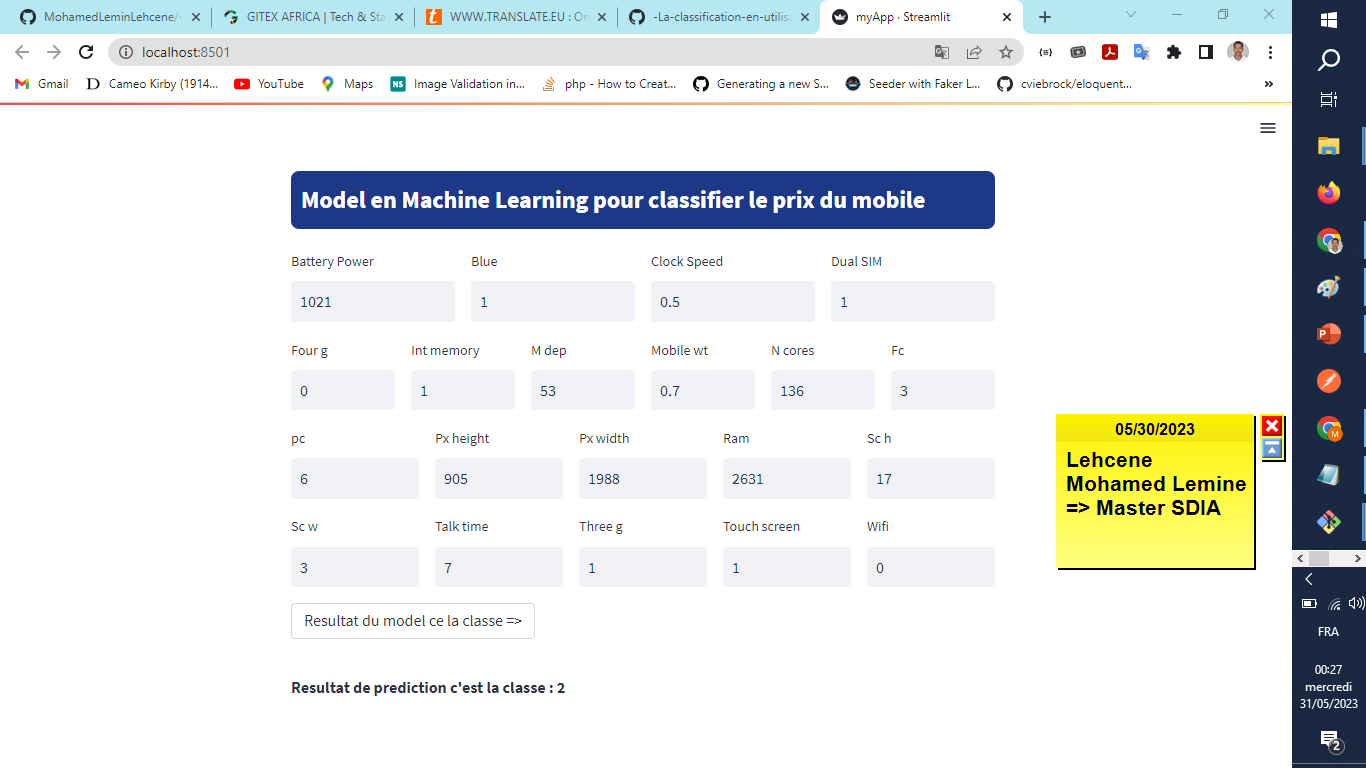 MohamedLeminLehcene/-
GITEX AFRICA | Tech & Sta
WWW.TRANSLATE.EU : On
-La-classification-en-utilis
myApp · Streamlit
localhost:8501
Gmail
Cameo Kirby (1914...
YouTube
Maps
Image Validation in...
php - How to Creat...
Generating a new S...
Seeder with Faker L...
cviebrock/eloquent...
»
Model en Machine Learning pour classifier le prix du mobile
Battery Power Blue Clock Speed Dual SIM
1021 1 0.5 1
Four g Int memory M dep Mobile wt N cores Fc
0 1 53 0.7 136 3
pc Px height Px width Ram Sc h
6 905 1988 2631 17
Sc w Talk time Three g Touch screen Wifi
3 7 1 1 0
Resultat du model ce la classe =>
Resultat de prediction c'est la classe : 2
05/30/2023
Lehcene
Mohamed Lemine
=> Master SDIA
FRA
00:27
mercredi
31/05/2023
2